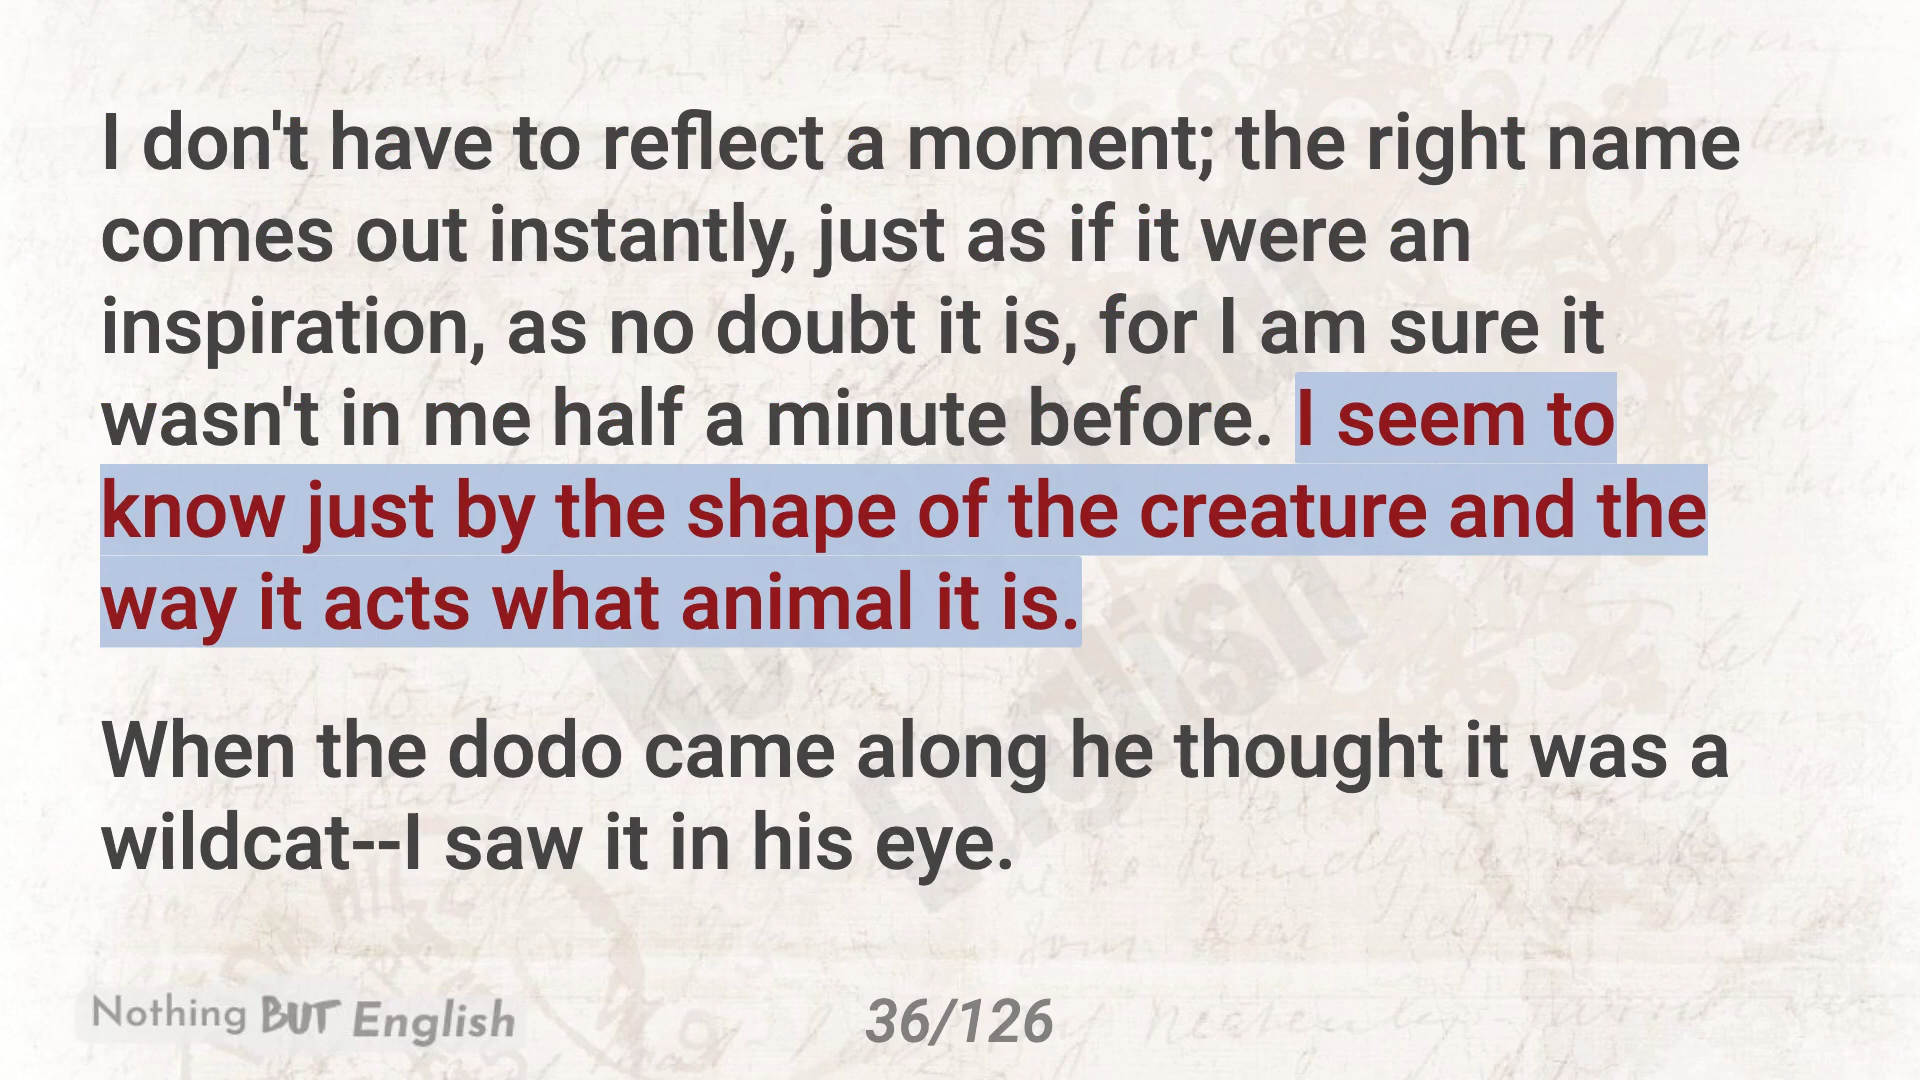 I don't have to reflect a moment; the right name
comes out instantly, just as if it were an
inspiration, as no doubt it is, for I am sure it
wasn't in me half a minute before. I seem to
know just by the shape of the creature and the
way it acts what animal it is.
When the dodo came along he thought it was a
wildcat--I saw it in his eye.
Nothing BUT English
36/126